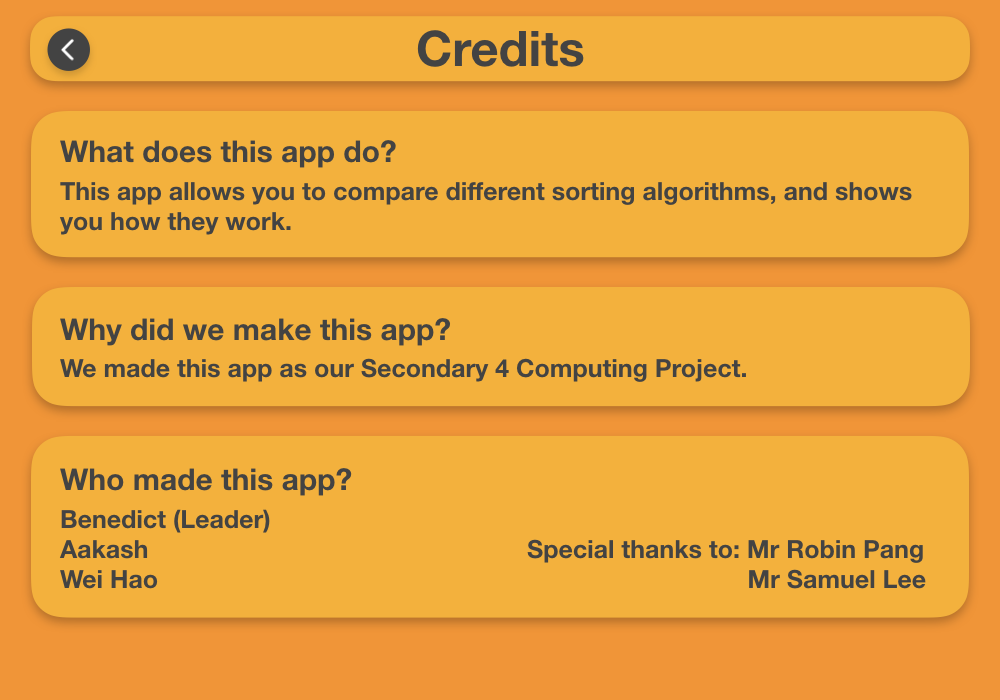 Credits
What does this app do?
This app allows you to compare different sorting algorithms, and shows
you how they work.
Why did we make this app?
We made this app as our Secondary 4 Computing Project.
Who made this app?
Benedict (Leader)
Aakash
Wei Hao
Special thanks to: Mr Robin Pang
Mr Samuel Lee